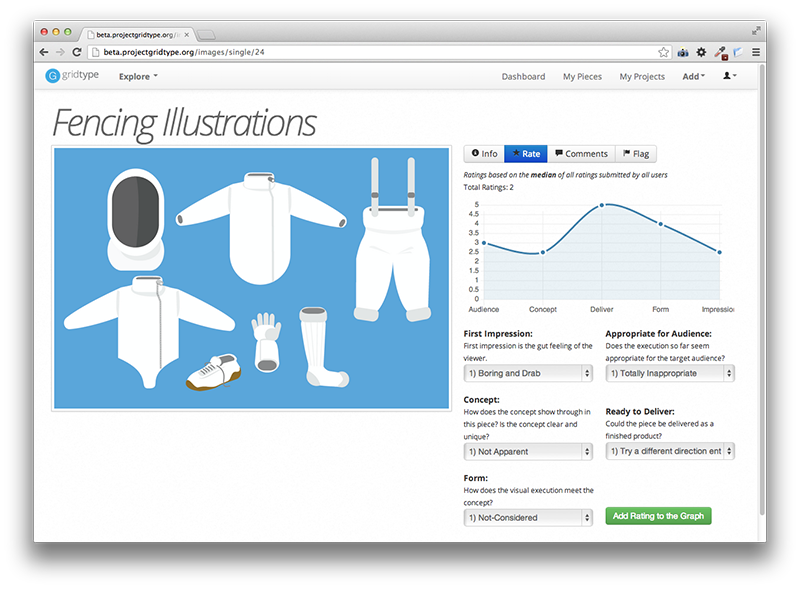 beta.projectgridtype.org/i
beta.projectgridtype.org/images/single/24
G gridtype
Explore
Dashboard
My Pieces
My Projects
Add
Fencing Illustrations
Info
Rate
Comments
Flag
Ratings based on the median of all ratings submitted by all users
Total Ratings: 2
5
4.5
4
3.5
3
2.5
2
1.5
1
0.5
0
Audience
Concept
Deliver
Form
Impressio
First Impression:
First impression is the gut feeling of the
viewer.
1) Boring and Drab
Appropriate for Audience:
Does the execution so far seem
appropriate for the target audience?
1) Totally Inappropriate
Concept:
How does the concept show through in
this piece? Is the concept clear and
unique?
1) Not Apparent
Ready to Deliver:
Could the piece be delivered as a
finished product?
1) Try a different direction ent
Form:
How does the visual execution meet the
concept?
1) Not-Considered
Add Rating to the Graph